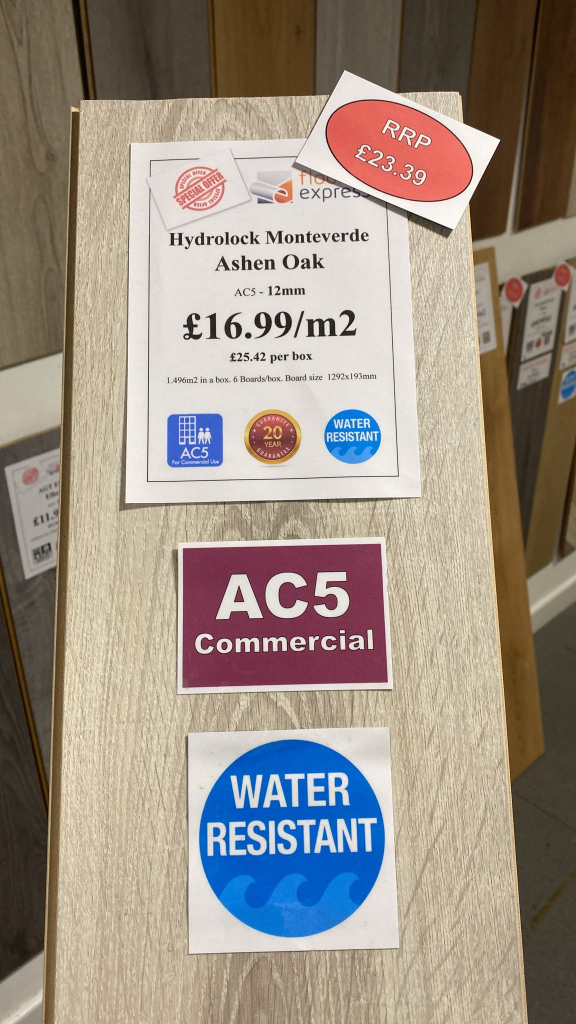 RRP
£23.39
SPECIAL OFFER
express
Hydrolock Monteverde
Ashen Oak
AC5 - 12mm
£16.99/m2
£25.42 per box
1.496m2 in a box. 6 Boards/box. Board size 1292x193mm
AC5
For Commercial Use
GUARANTEE
20
YEAR
GUARANTEE
WATER
RESISTANT
AC5
Commercial
WATER
RESISTANT